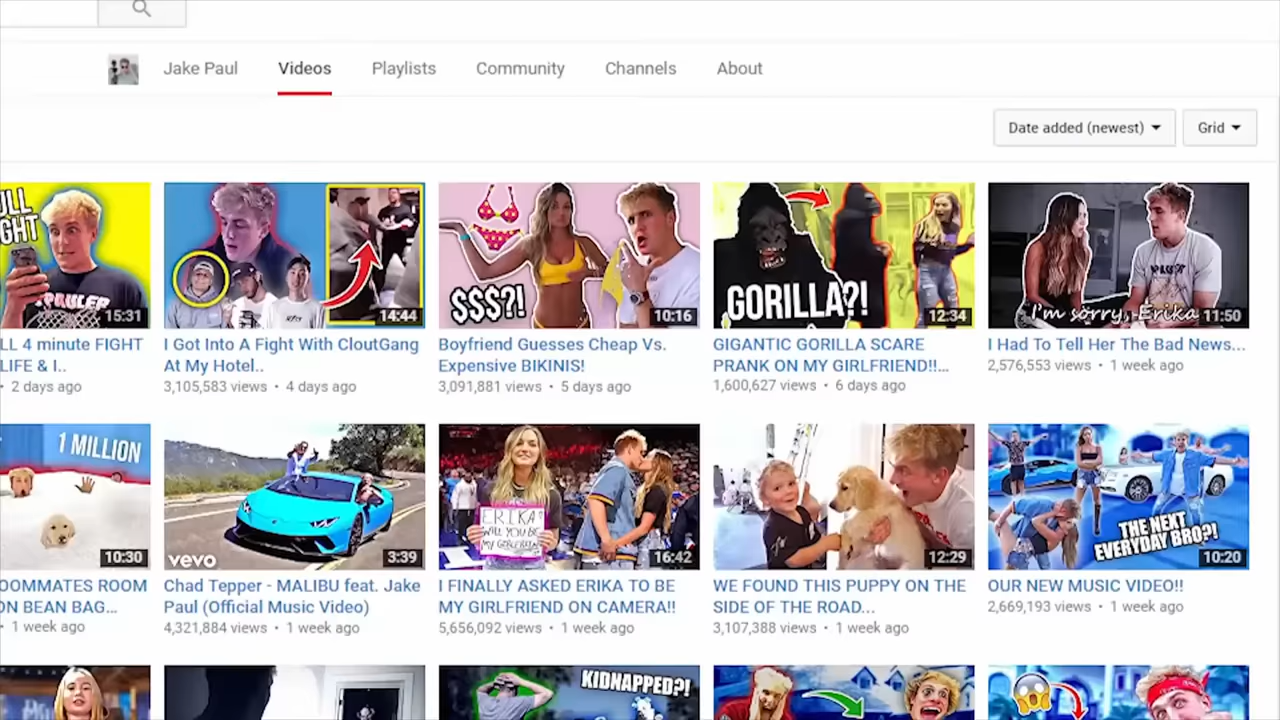 Jake Paul
Videos
Playlists
Community
Channels
About
Date added (newest)
Grid
15:31
14:44
$$$?!
10:16
GORILLA?!
12:34
I'm sorry, Erika
11:50
LL 4 minute FIGHT
LIFE & I..
• 2 days ago
I Got Into A Fight With CloutGang
At My Hotel..
3,105,583 views • 4 days ago
Boyfriend Guesses Cheap Vs.
Expensive BIKINIS!
3,091,881 views • 5 days ago
GIGANTIC GORILLA SCARE
PRANK ON MY GIRLFRIEND!!...
1,600,627 views • 6 days ago
I Had To Tell Her The Bad News...
2,576,553 views • 1 week ago
1 MILLION
10:30
vevo
3:39
ERIKA
WILL YOU BE
MY GIRLFRIEND
16:42
12:29
THE NEXT
EVERYDAY BRO?!
10:20
OOMMATES ROOM
ON BEAN BAG...
• 1 week ago
Chad Tepper - MALIBU feat. Jake
Paul (Official Music Video)
4,321,884 views • 1 week ago
I FINALLY ASKED ERIKA TO BE
MY GIRLFRIEND ON CAMERA!!
5,656,092 views • 1 week ago
WE FOUND THIS PUPPY ON THE
SIDE OF THE ROAD...
3,107,388 views • 1 week ago
OUR NEW MUSIC VIDEO!!
2,669,193 views • 1 week ago
KIDNAPPED?!